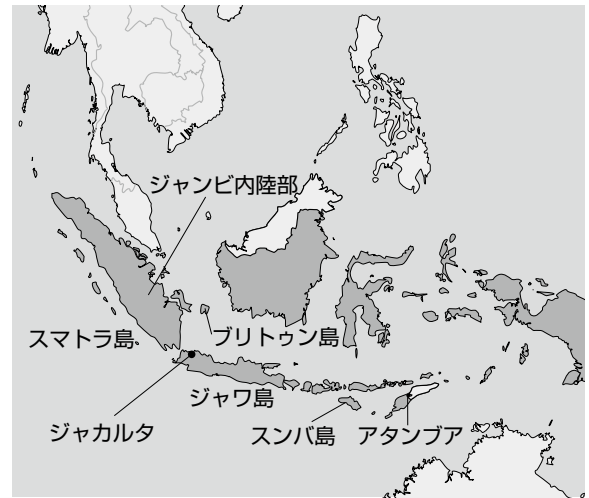 ジャンビ内陸部
スマトラ島
ブリトゥン島
ジャワ島
ジャカルタ
スンバ島
アタンブア